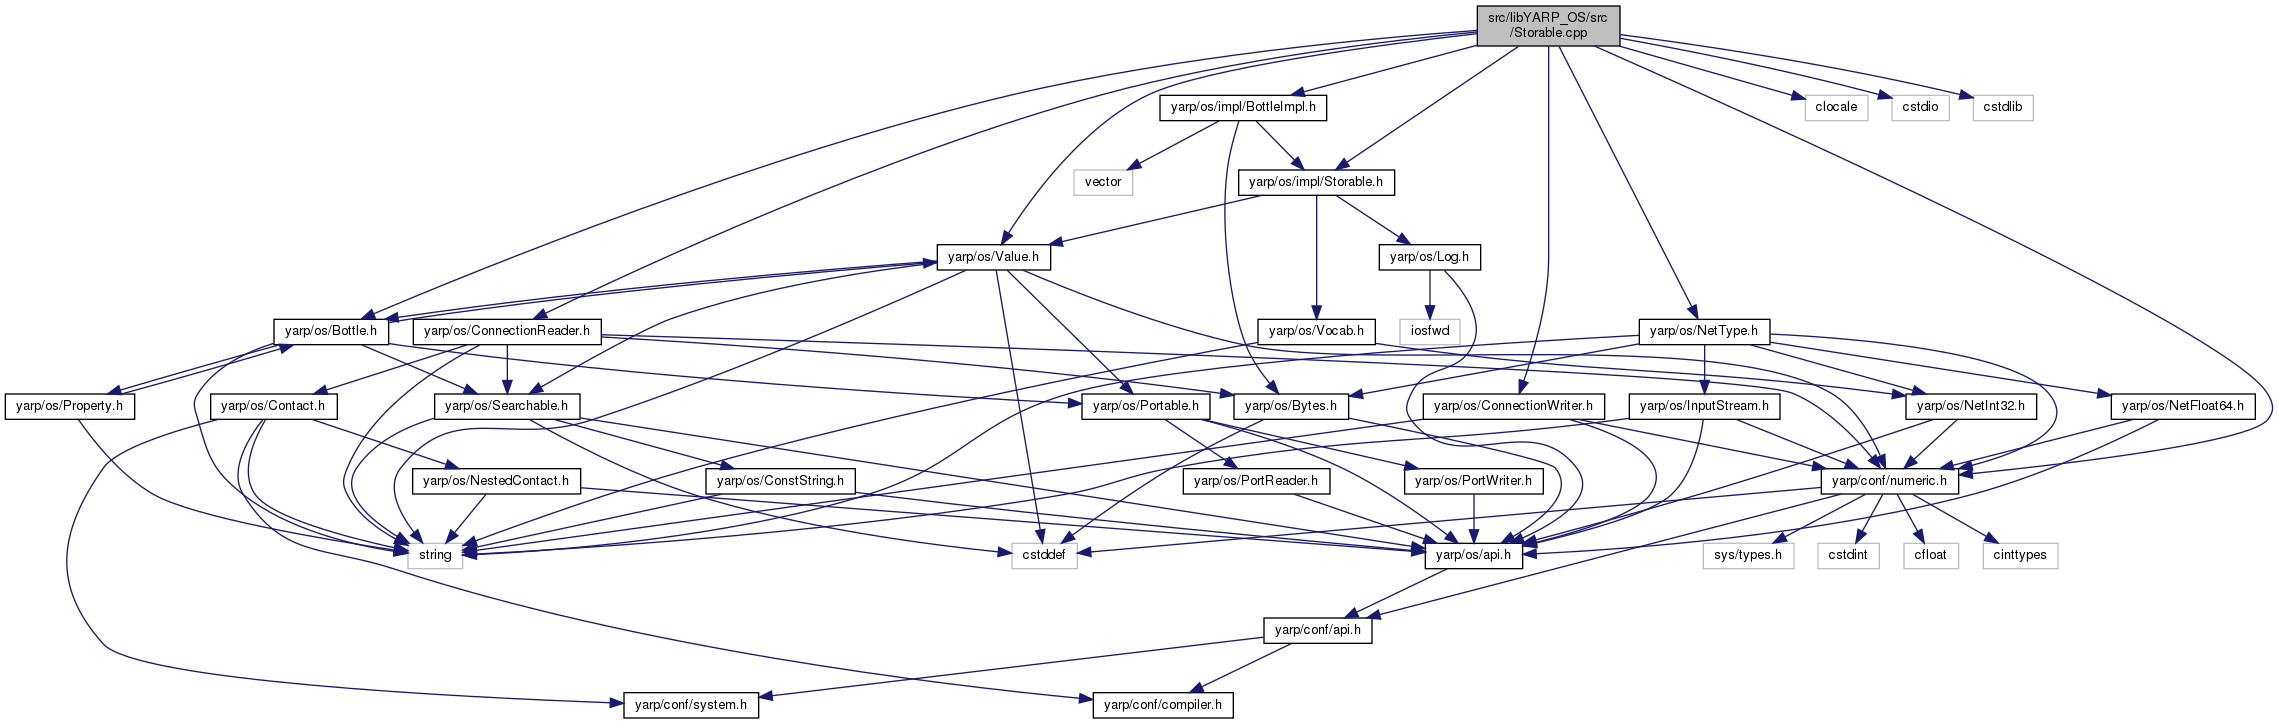 src/libYARP_OS/src
/Storable.cpp
yarp/os/impl/BottleImpl.h
clocale
cstdio
cstdlib
vector
yarp/os/impl/Storable.h
yarp/os/Value.h
yarp/os/Log.h
yarp/os/Bottle.h
yarp/os/ConnectionReader.h
yarp/os/Vocab.h
iosfwd
yarp/os/NetType.h
yarp/os/Property.h
yarp/os/Contact.h
yarp/os/Searchable.h
yarp/os/Portable.h
yarp/os/Bytes.h
yarp/os/ConnectionWriter.h
yarp/os/InputStream.h
yarp/os/NetInt32.h
yarp/os/NetFloat64.h
yarp/os/NestedContact.h
yarp/os/ConstString.h
yarp/os/PortReader.h
yarp/os/PortWriter.h
yarp/conf/numeric.h
string
cstddef
yarp/os/api.h
sys/types.h
cstdint
cfloat
cinttypes
yarp/conf/api.h
yarp/conf/system.h
yarp/conf/compiler.h